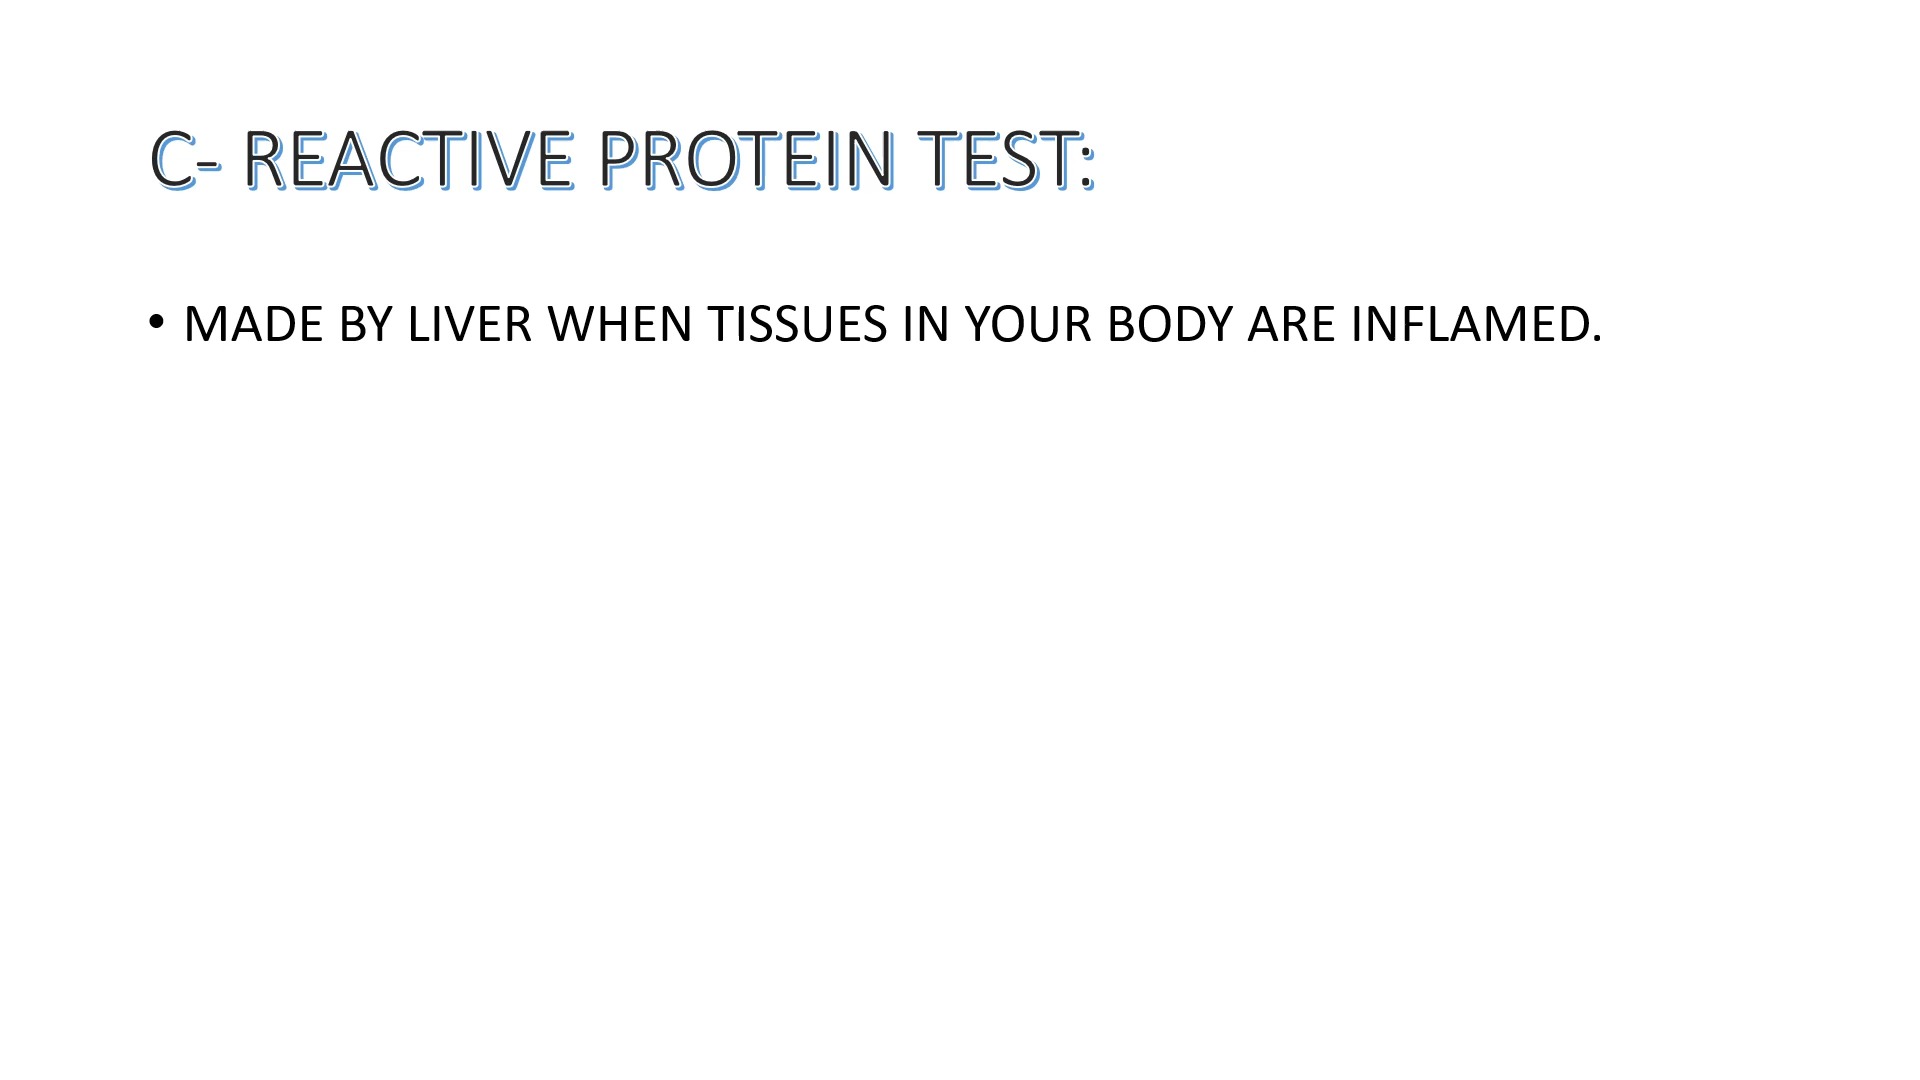 C- REACTIVE PROTEIN TEST:
• MADE BY LIVER WHEN TISSUES IN YOUR BODY ARE INFLAMED.